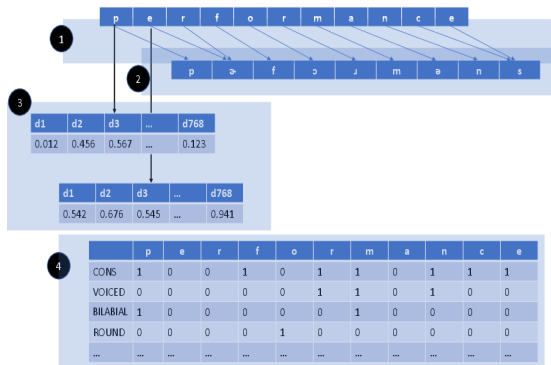 1
p e r f o r m a n c e
2
p ɚ f ɔ ɹ m ə n s
3
d1 d2 d3 ... d768
0.012 0.456 0.567 ... 0.123
d1 d2 d3 ... d768
0.542 0.676 0.545 ... 0.941
4
p e r f o r m a n c e
CONS 1 0 0 1 0 1 1 0 1 1 1
VOICED 0 0 0 0 0 1 1 0 1 0 0
BILABIAL 1 0 0 0 0 0 1 0 0 0 0
ROUND 0 0 0 0 1 0 0 0 0 0 0
... ... ... ... ... ... ... ... ... ... ... ...